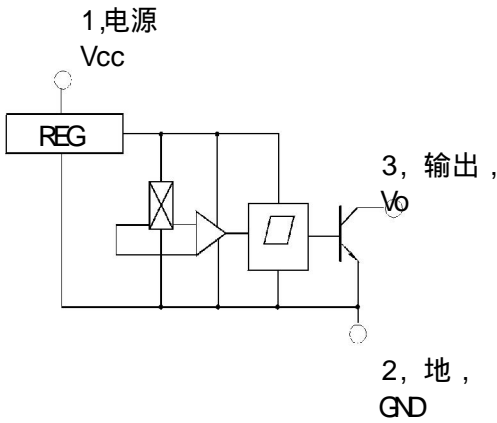 1,电源
Vcc
REG
3, 输出,
Vo
2, 地,
GND